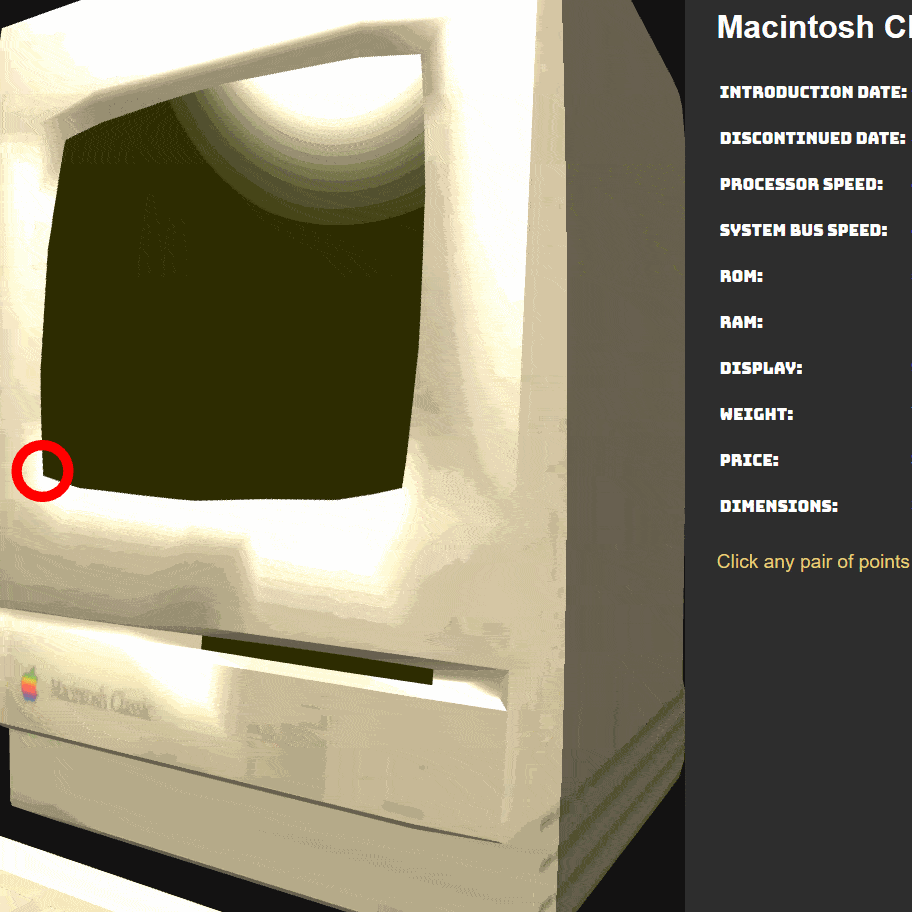 Macintosh Cl
INTRODUCTION DATE:
DISCONTINUED DATE:
PROCESSOR SPEED:
SYSTEM BUS SPEED:
ROM:
RAM:
DISPLAY:
WEIGHT:
PRICE:
DIMENSIONS:
Click any pair of points
Macintosh Classic